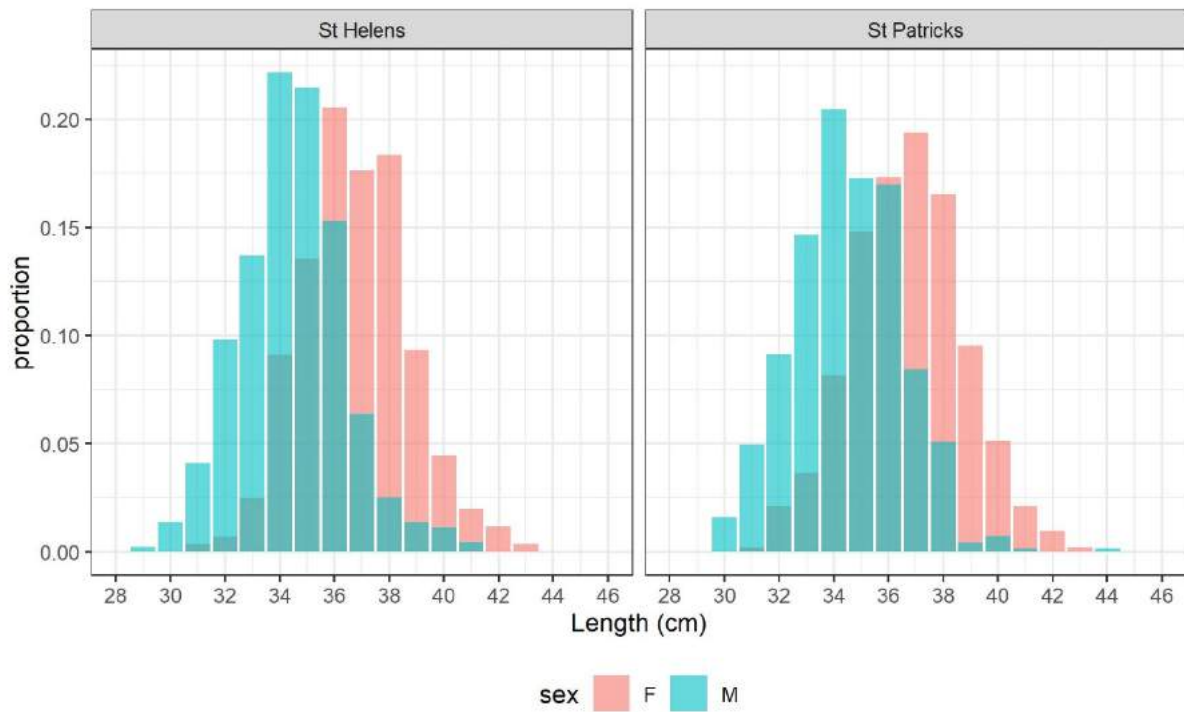 St Helens
St Patricks
proportion
0.20
0.15
0.10
0.05
0.00
28 30 32 34 36 38 40 42 44 46
28 30 32 34 36 38 40 42 44 46
Length (cm)
sex F M